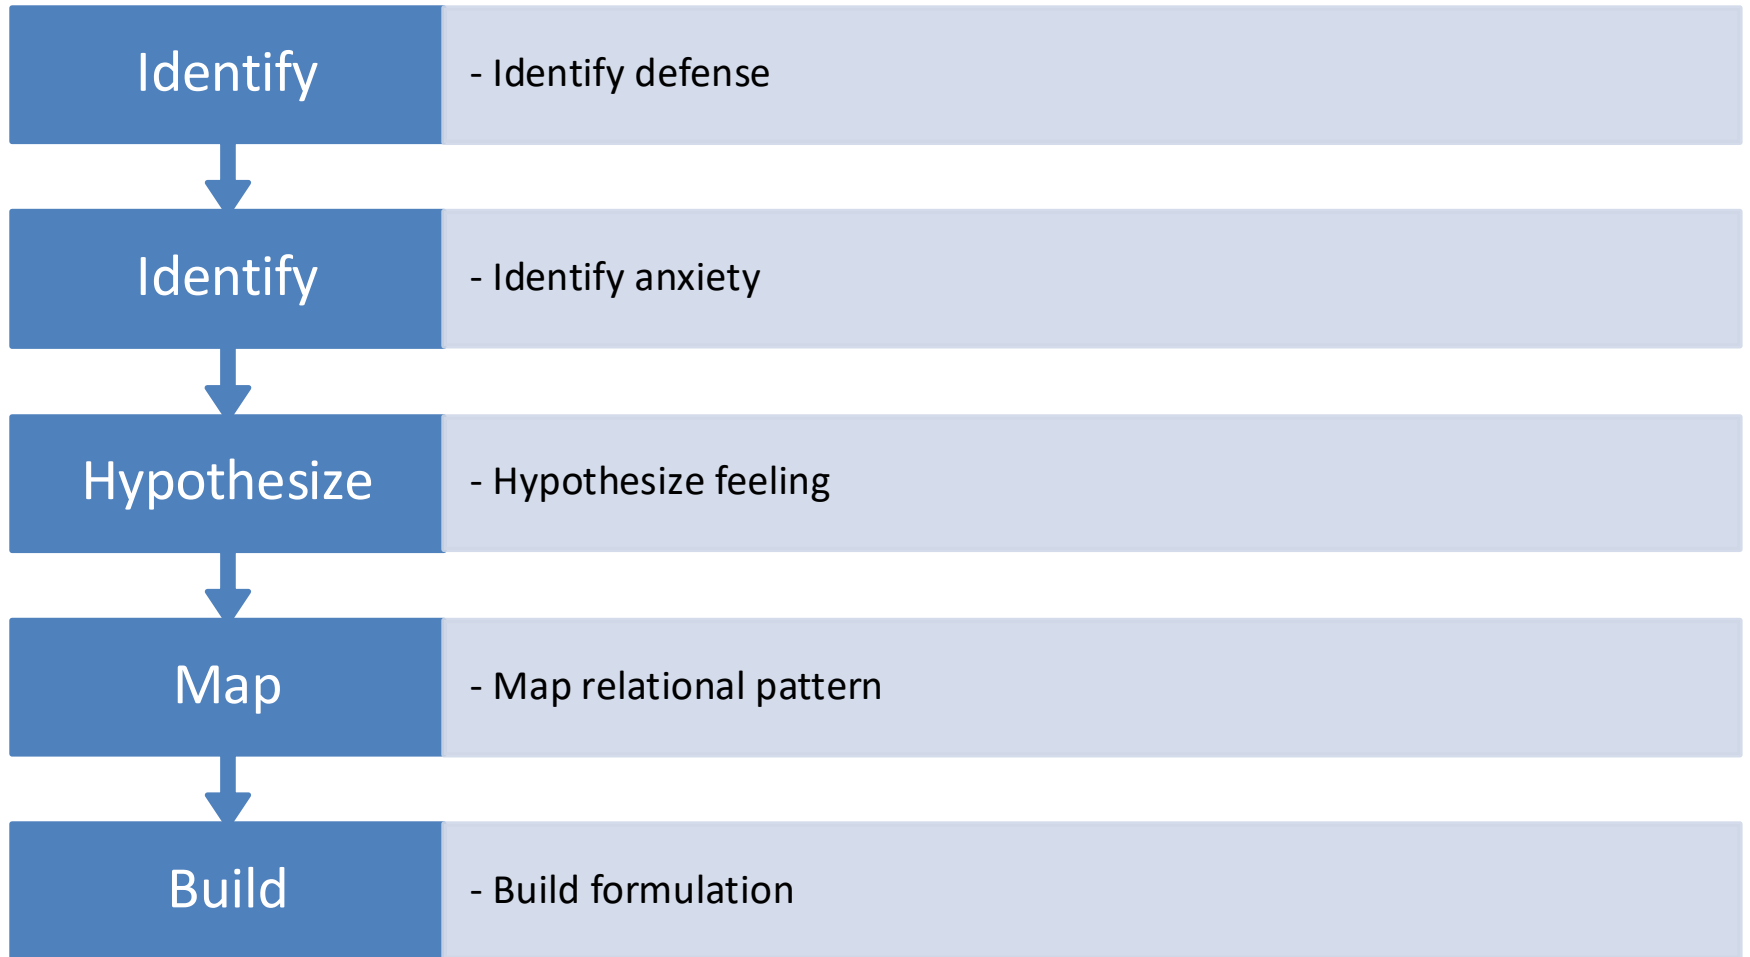 Identify
- Identify defense
Identify
- Identify anxiety
Hypothesize
- Hypothesize feeling
Map
- Map relational pattern
Build
- Build formulation